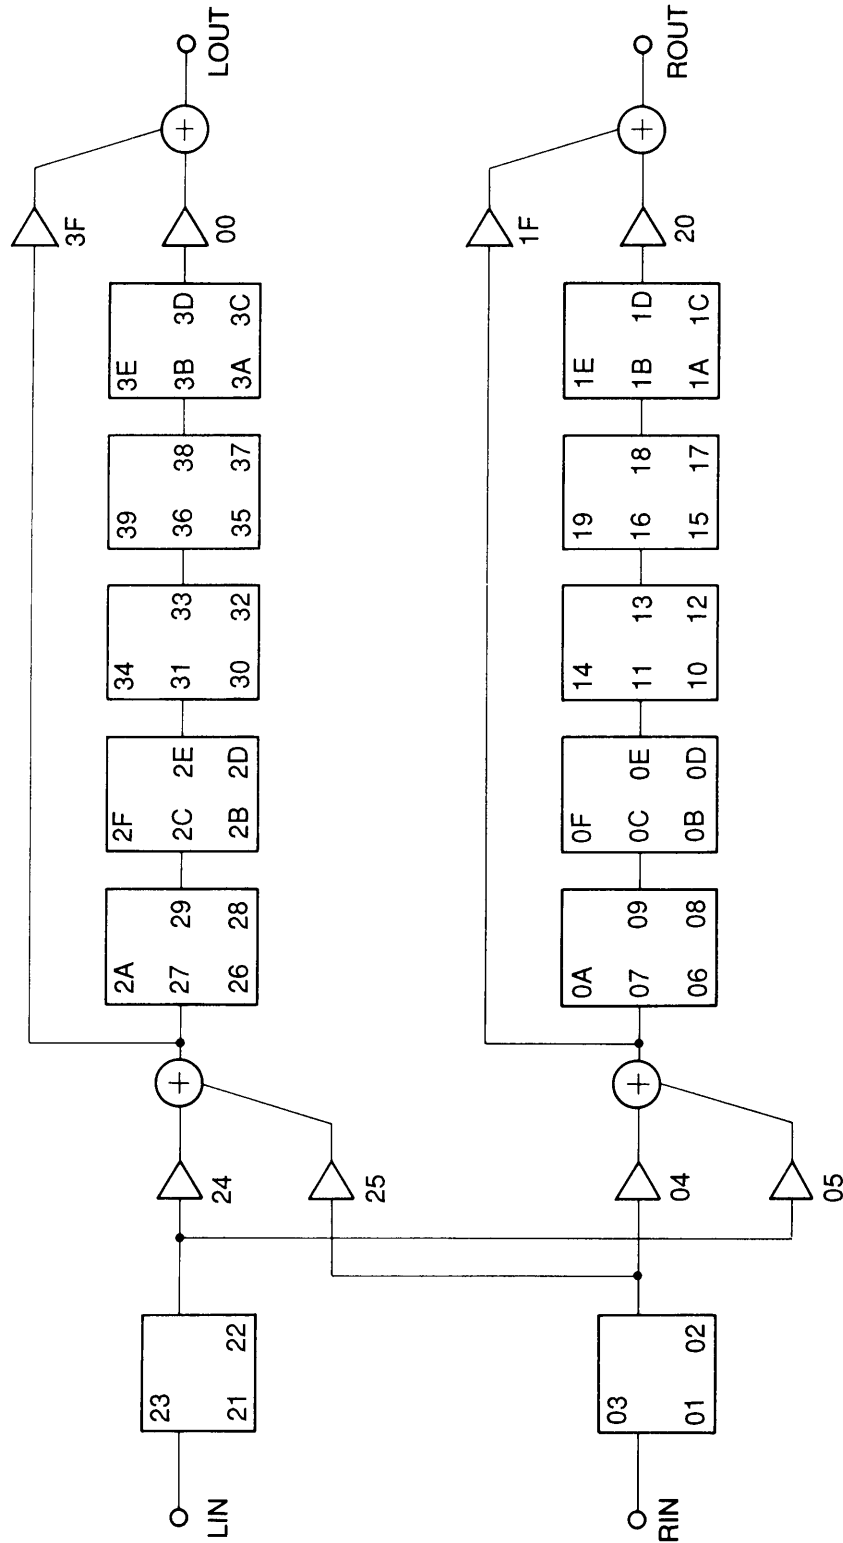 LIN
23
21 22
24
25
+
2A
27 29
26 28
2F
2C 2E
2B 2D
34
31 33
30 32
39
36 38
35 37
3E
3B 3D
3A 3C
3F
00
+
LOUT
RIN
03
01 02
04
05
+
0A
07 09
06 08
0F
0C 0E
0B 0D
14
11 13
10 12
19
16 18
15 17
1E
1B 1D
1A 1C
1F
20
+
ROUT